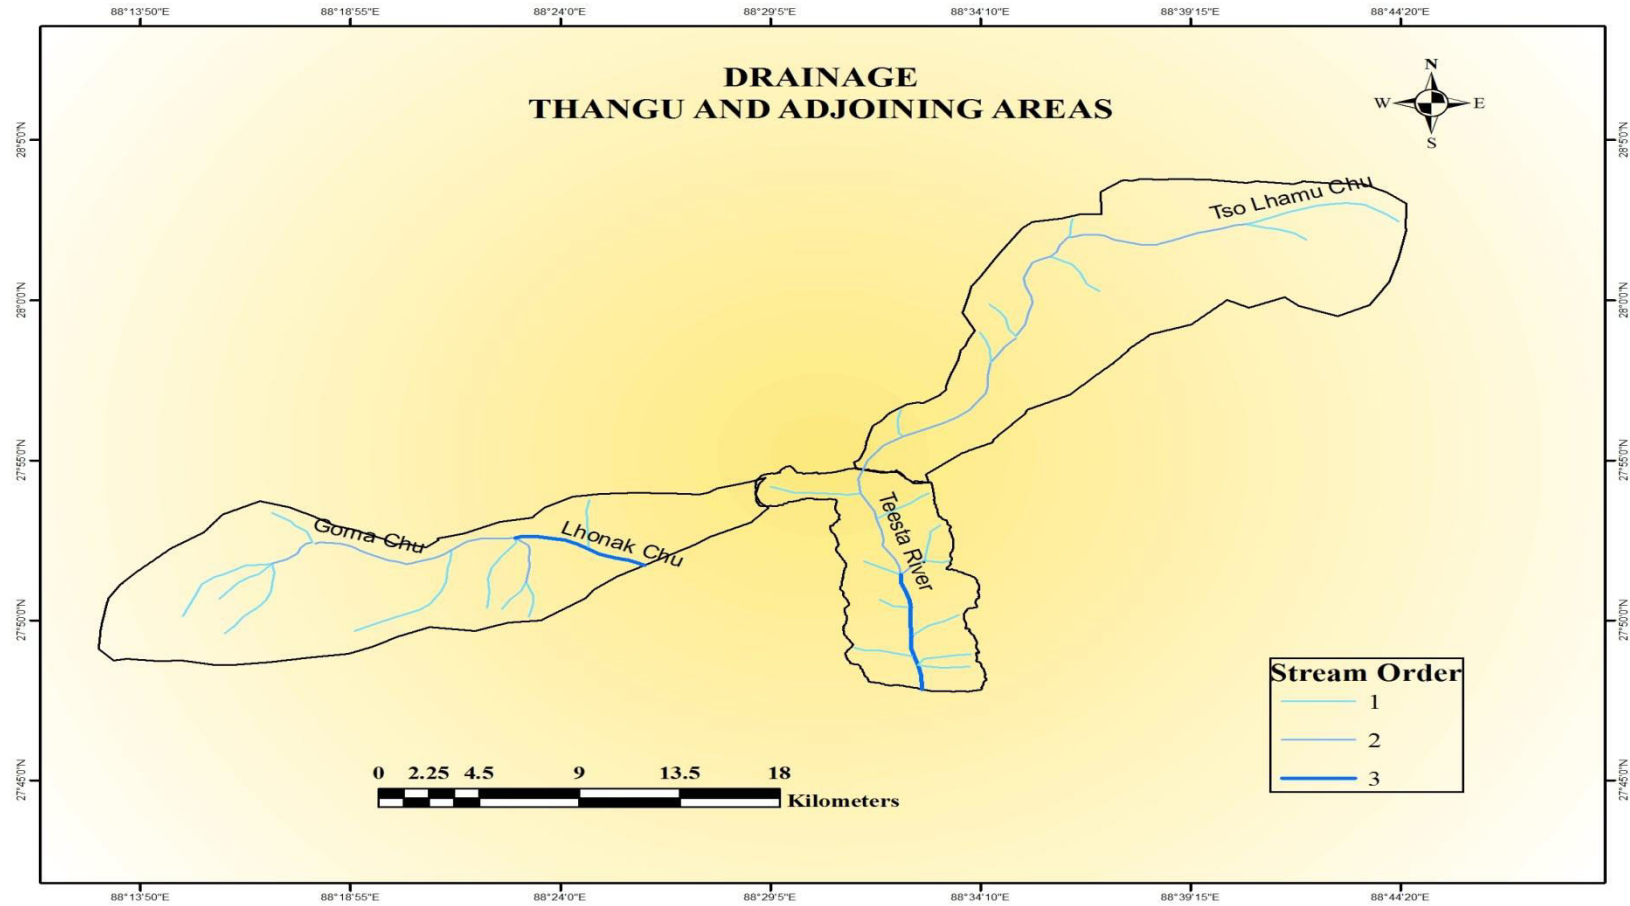 88°13'50"E 88°18'55"E 88°24'0"E 88°29'5"E 88°34'10"E 88°39'15"E 88°44'20"E
DRAINAGE
THANGU AND ADJOINING AREAS
N
W E
S
28°5'0"N 28°5'0"N
Tso Lhamu Chu
28°0'0"N 28°0'0"N
27°55'0"N 27°55'0"N
Goma Chu
Lhonak Chu
Teesta River
27°50'0"N 27°50'0"N
Stream Order
1
2
3
27°45'0"N 27°45'0"N
0 2.25 4.5 9 13.5 18
Kilometers
88°13'50"E 88°18'55"E 88°24'0"E 88°29'5"E 88°34'10"E 88°39'15"E 88°44'20"E